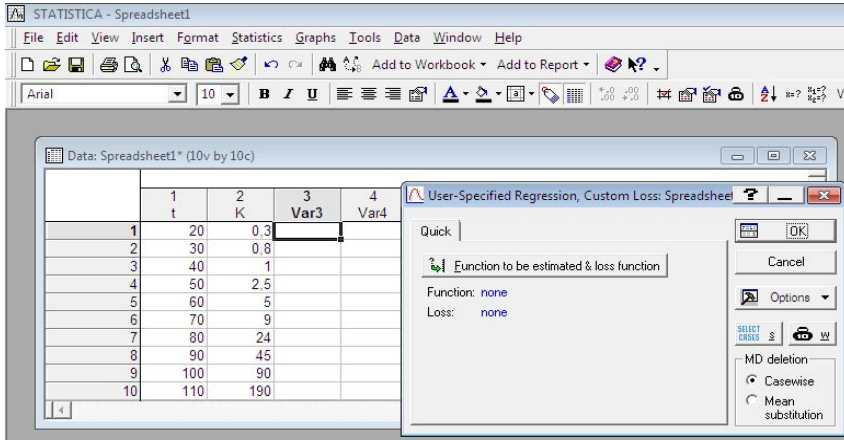 STATISTICA - Spreadsheet1
File Edit View Insert Format Statistics Graphs Tools Data Window Help
Add to Workbook Add to Report
Arial 10 B I U
Data: Spreadsheet1* (10v by 10c)
1 2 3 4
t K Var3 Var4
1 20 0,3
2 30 0,8
3 40 1
4 50 2,5
5 60 5
6 70 9
7 80 24
8 90 45
9 100 90
10 110 190
User-Specified Regression, Custom Loss: Spreadshee
Quick
OK
Function to be estimated & loss function
Cancel
Function: none
Options
Loss: none
SELECT CASES S W
MD deletion
Casewise
Mean substitution